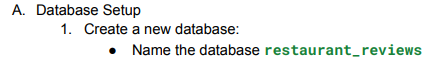 A. Database Setup
1. Create a new database:
● Name the database restaurant_reviews